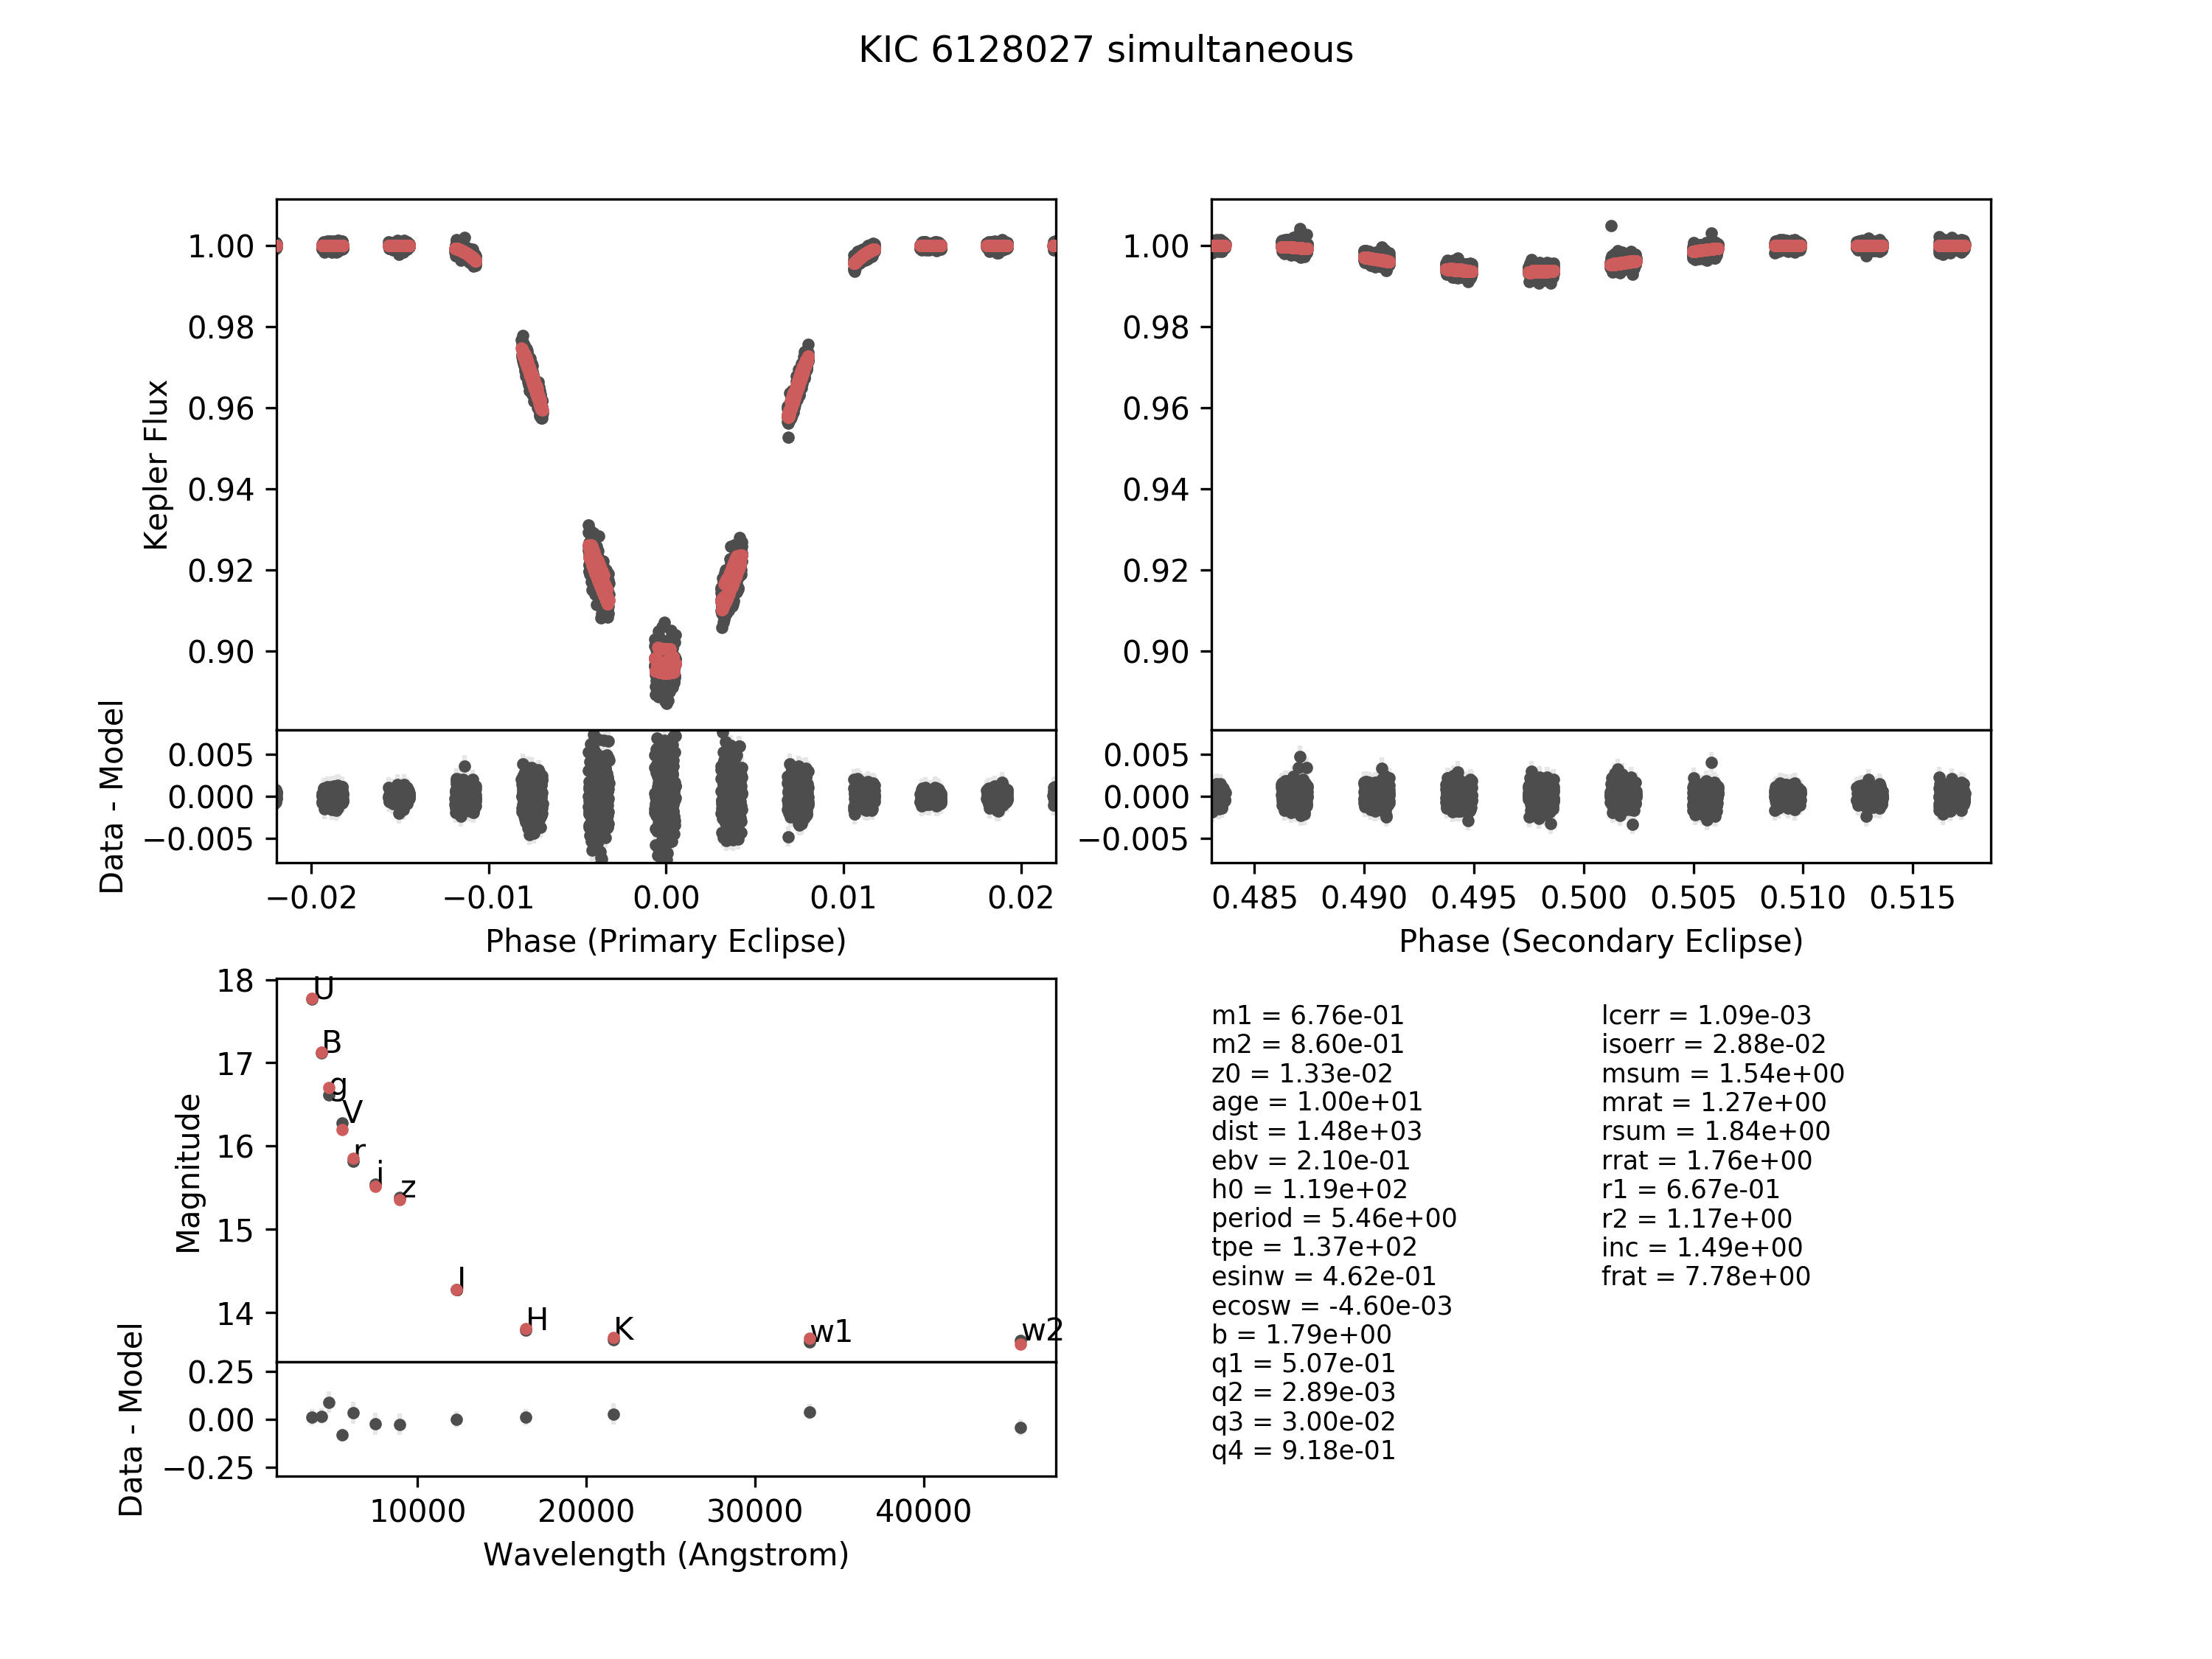 KIC 6128027 simultaneous
Kepler Flux
1.00
0.98
0.96
0.94
0.92
0.90
Data - Model
0.005
0.000
−0.005
−0.02 −0.01 0.00 0.01 0.02
Phase (Primary Eclipse)
1.00
0.98
0.96
0.94
0.92
0.90
0.005
0.000
−0.005
0.485 0.490 0.495 0.500 0.505 0.510 0.515
Phase (Secondary Eclipse)
Magnitude
18
17
16
15
14
U
B
g
V
r
i
z
J
H
K
w1
w2
Data - Model
0.25
0.00
−0.25
10000 20000 30000 40000
Wavelength (Angstrom)
m1 = 6.76e-01
m2 = 8.60e-01
z0 = 1.33e-02
age = 1.00e+01
dist = 1.48e+03
ebv = 2.10e-01
h0 = 1.19e+02
period = 5.46e+00
tpe = 1.37e+02
esinw = 4.62e-01
ecosw = -4.60e-03
b = 1.79e+00
q1 = 5.07e-01
q2 = 2.89e-03
q3 = 3.00e-02
q4 = 9.18e-01
lcerr = 1.09e-03
isoerr = 2.88e-02
msum = 1.54e+00
mrat = 1.27e+00
rsum = 1.84e+00
rrat = 1.76e+00
r1 = 6.67e-01
r2 = 1.17e+00
inc = 1.49e+00
frat = 7.78e+00